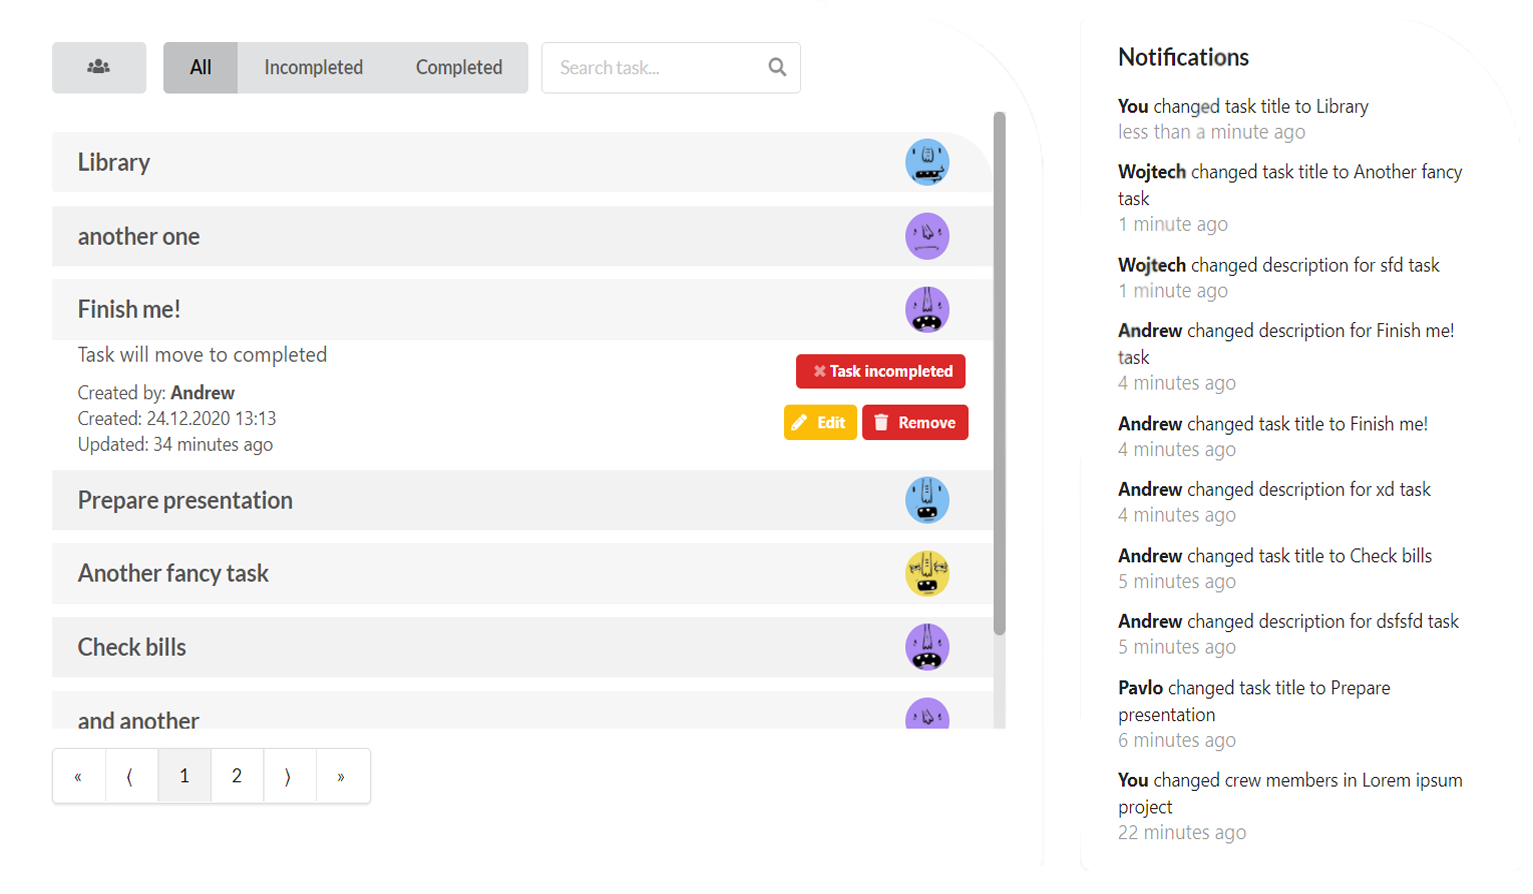 All
Incompleted
Completed
Search task...
Library
another one
Finish me!
Task will move to completed
Created by: Andrew
Created: 24.12.2020 13:13
Updated: 34 minutes ago
Task incompleted
Edit
Remove
Prepare presentation
Another fancy task
Check bills
and another
«
⟨
1
2
⟩
»
Notifications
You changed task title to Library
less than a minute ago
Wojtech changed task title to Another fancy
task
1 minute ago
Wojtech changed description for sfd task
1 minute ago
Andrew changed description for Finish me!
task
4 minutes ago
Andrew changed task title to Finish me!
4 minutes ago
Andrew changed description for xd task
4 minutes ago
Andrew changed task title to Check bills
5 minutes ago
Andrew changed description for dsfsfd task
5 minutes ago
Pavlo changed task title to Prepare
presentation
6 minutes ago
You changed crew members in Lorem ipsum
project
22 minutes ago